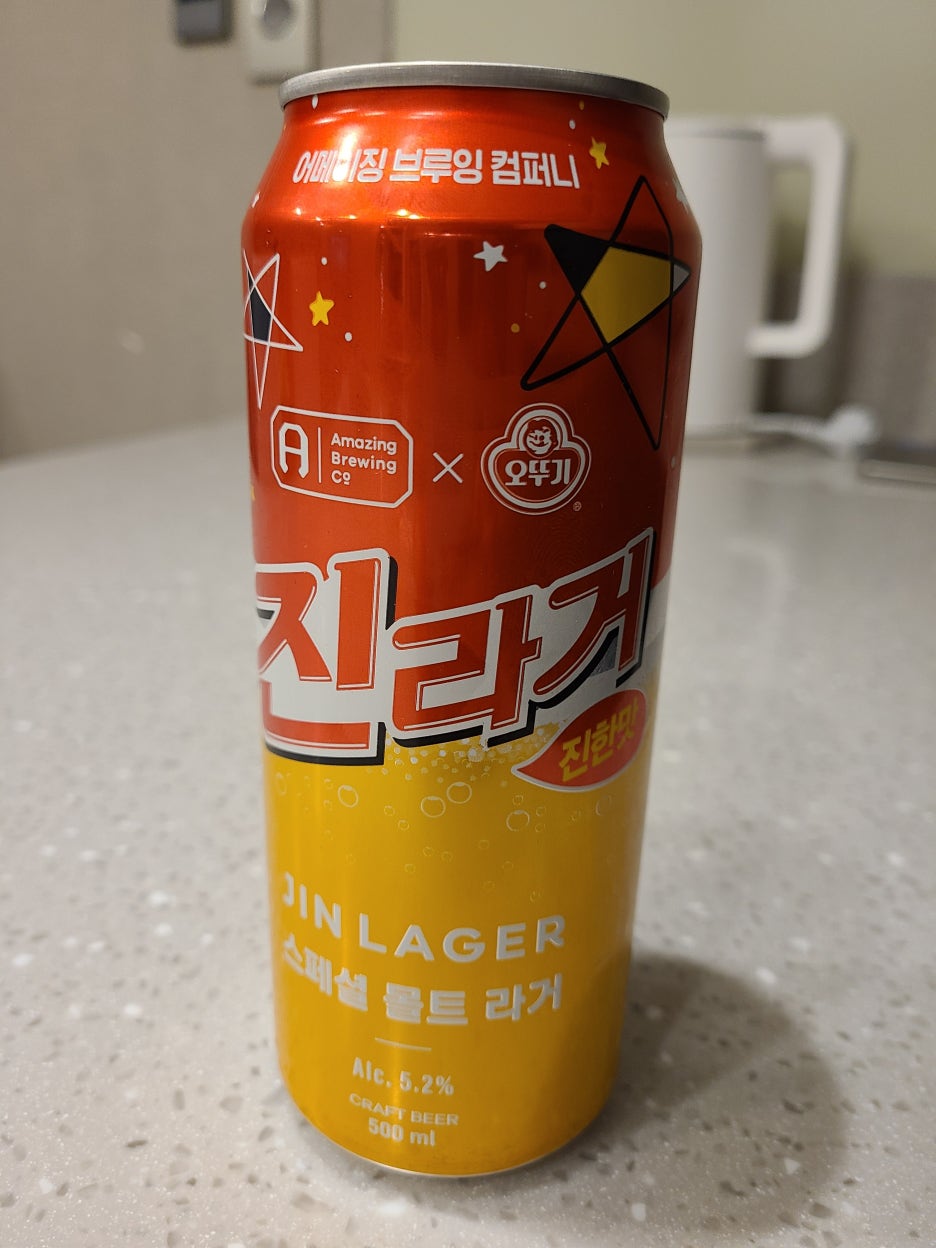 어메이징 브루잉 컴퍼니
A
Amazing
Brewing
Co
×
오뚜기
®
진라거
진한맛
JIN LAGER
스페셜 몰트 라거
Alc. 5.2%
CRAFT BEER
500 ml